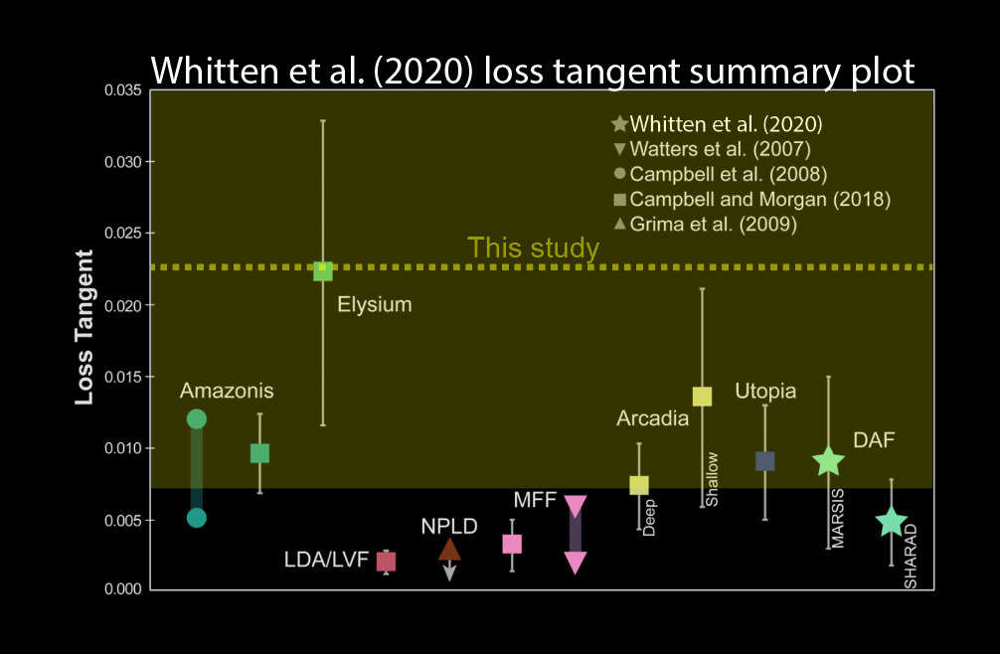 Whitten et al. (2020) loss tangent summary plot
0.035
0.030
0.025
0.020
0.015
0.010
0.005
0.000
Loss Tangent
Whitten et al. (2020)
Watters et al. (2007)
Campbell et al. (2008)
Campbell and Morgan (2018)
Grima et al. (2009)
This study
Elysium
Amazonis
Utopia
Arcadia
DAF
Shallow
MFF
Deep
MARSIS
NPLD
LDA/LVF
SHARAD